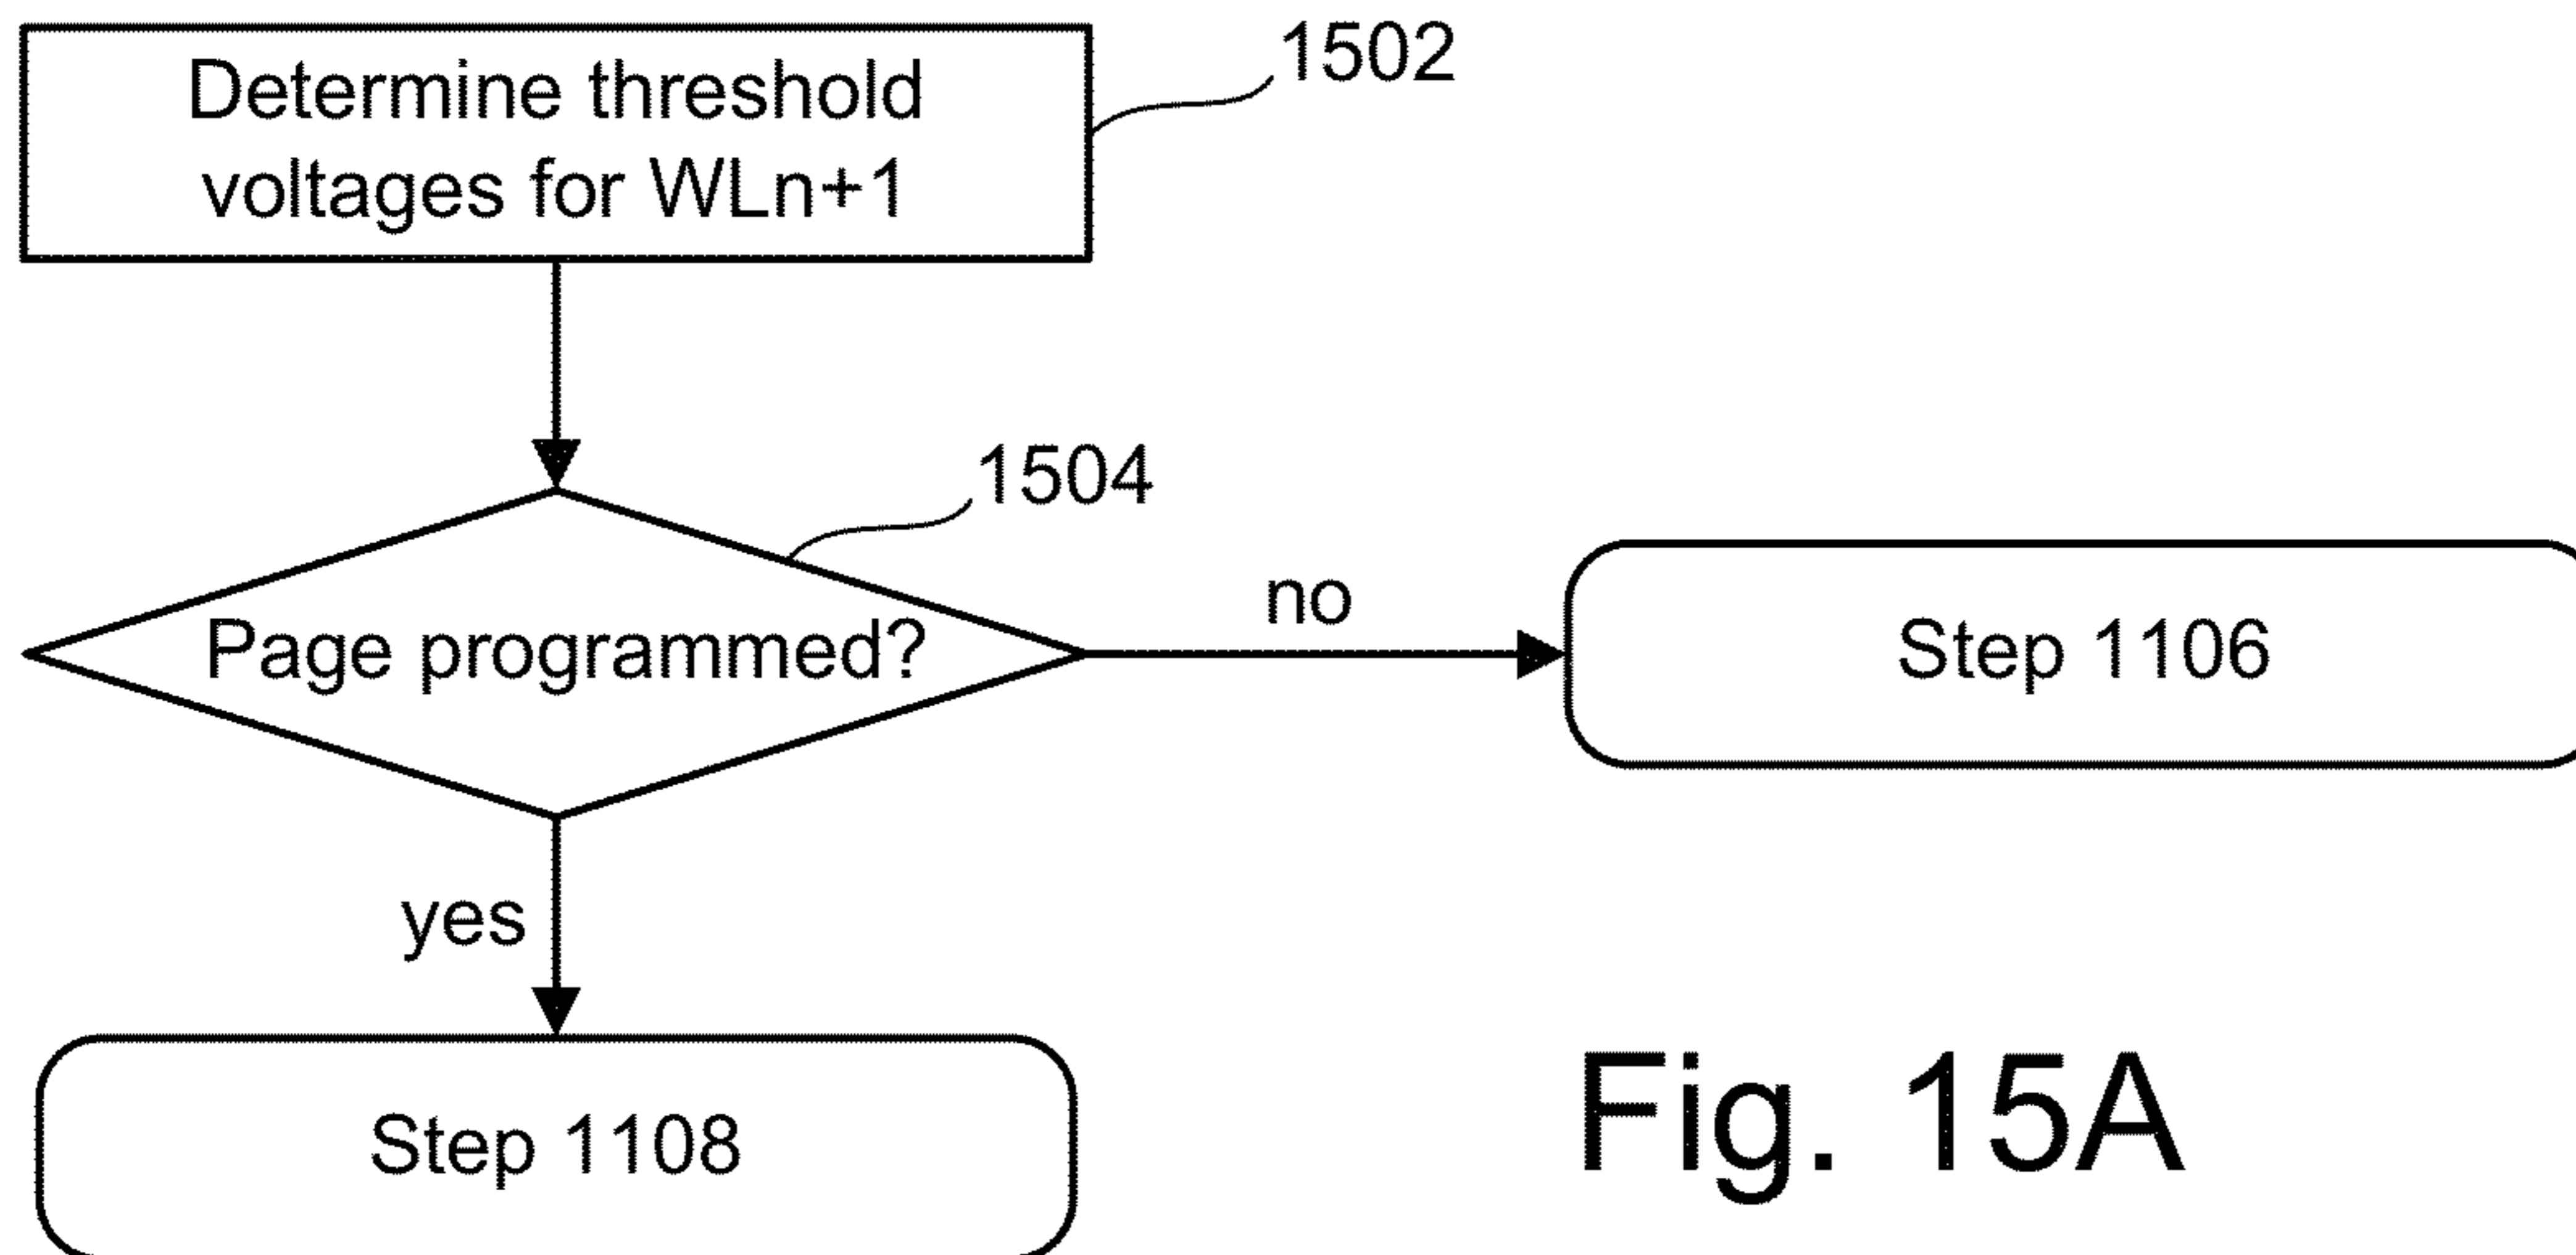 Determine threshold
voltages for WLn+1
1502
1504
Page programmed?
no
Step 1106
yes
Step 1108
Fig. 15A